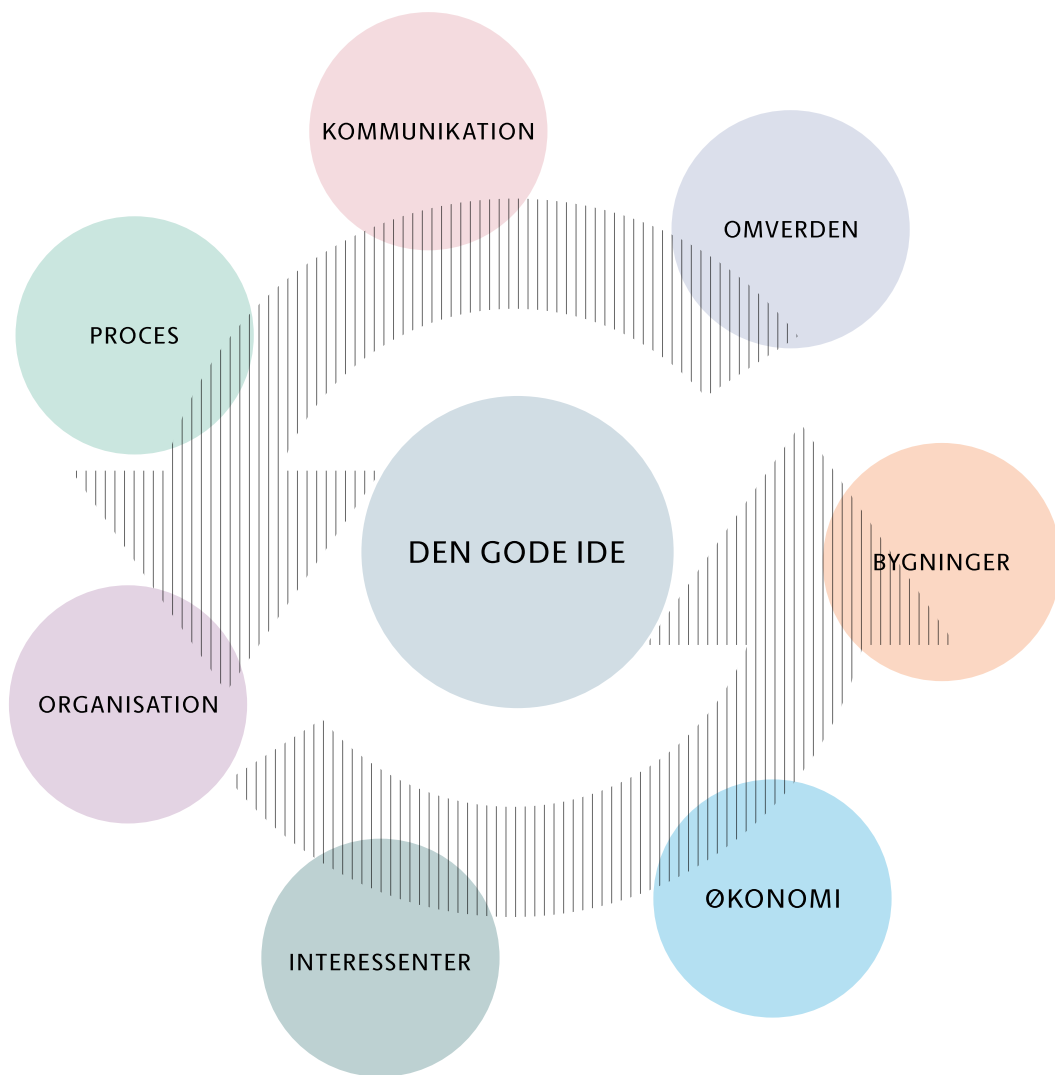 KOMMUNIKATION
OMVERDEN
PROCES
DEN GODE IDE
BYGNINGER
ORGANISATION
ØKONOMI
INTERESSENTER